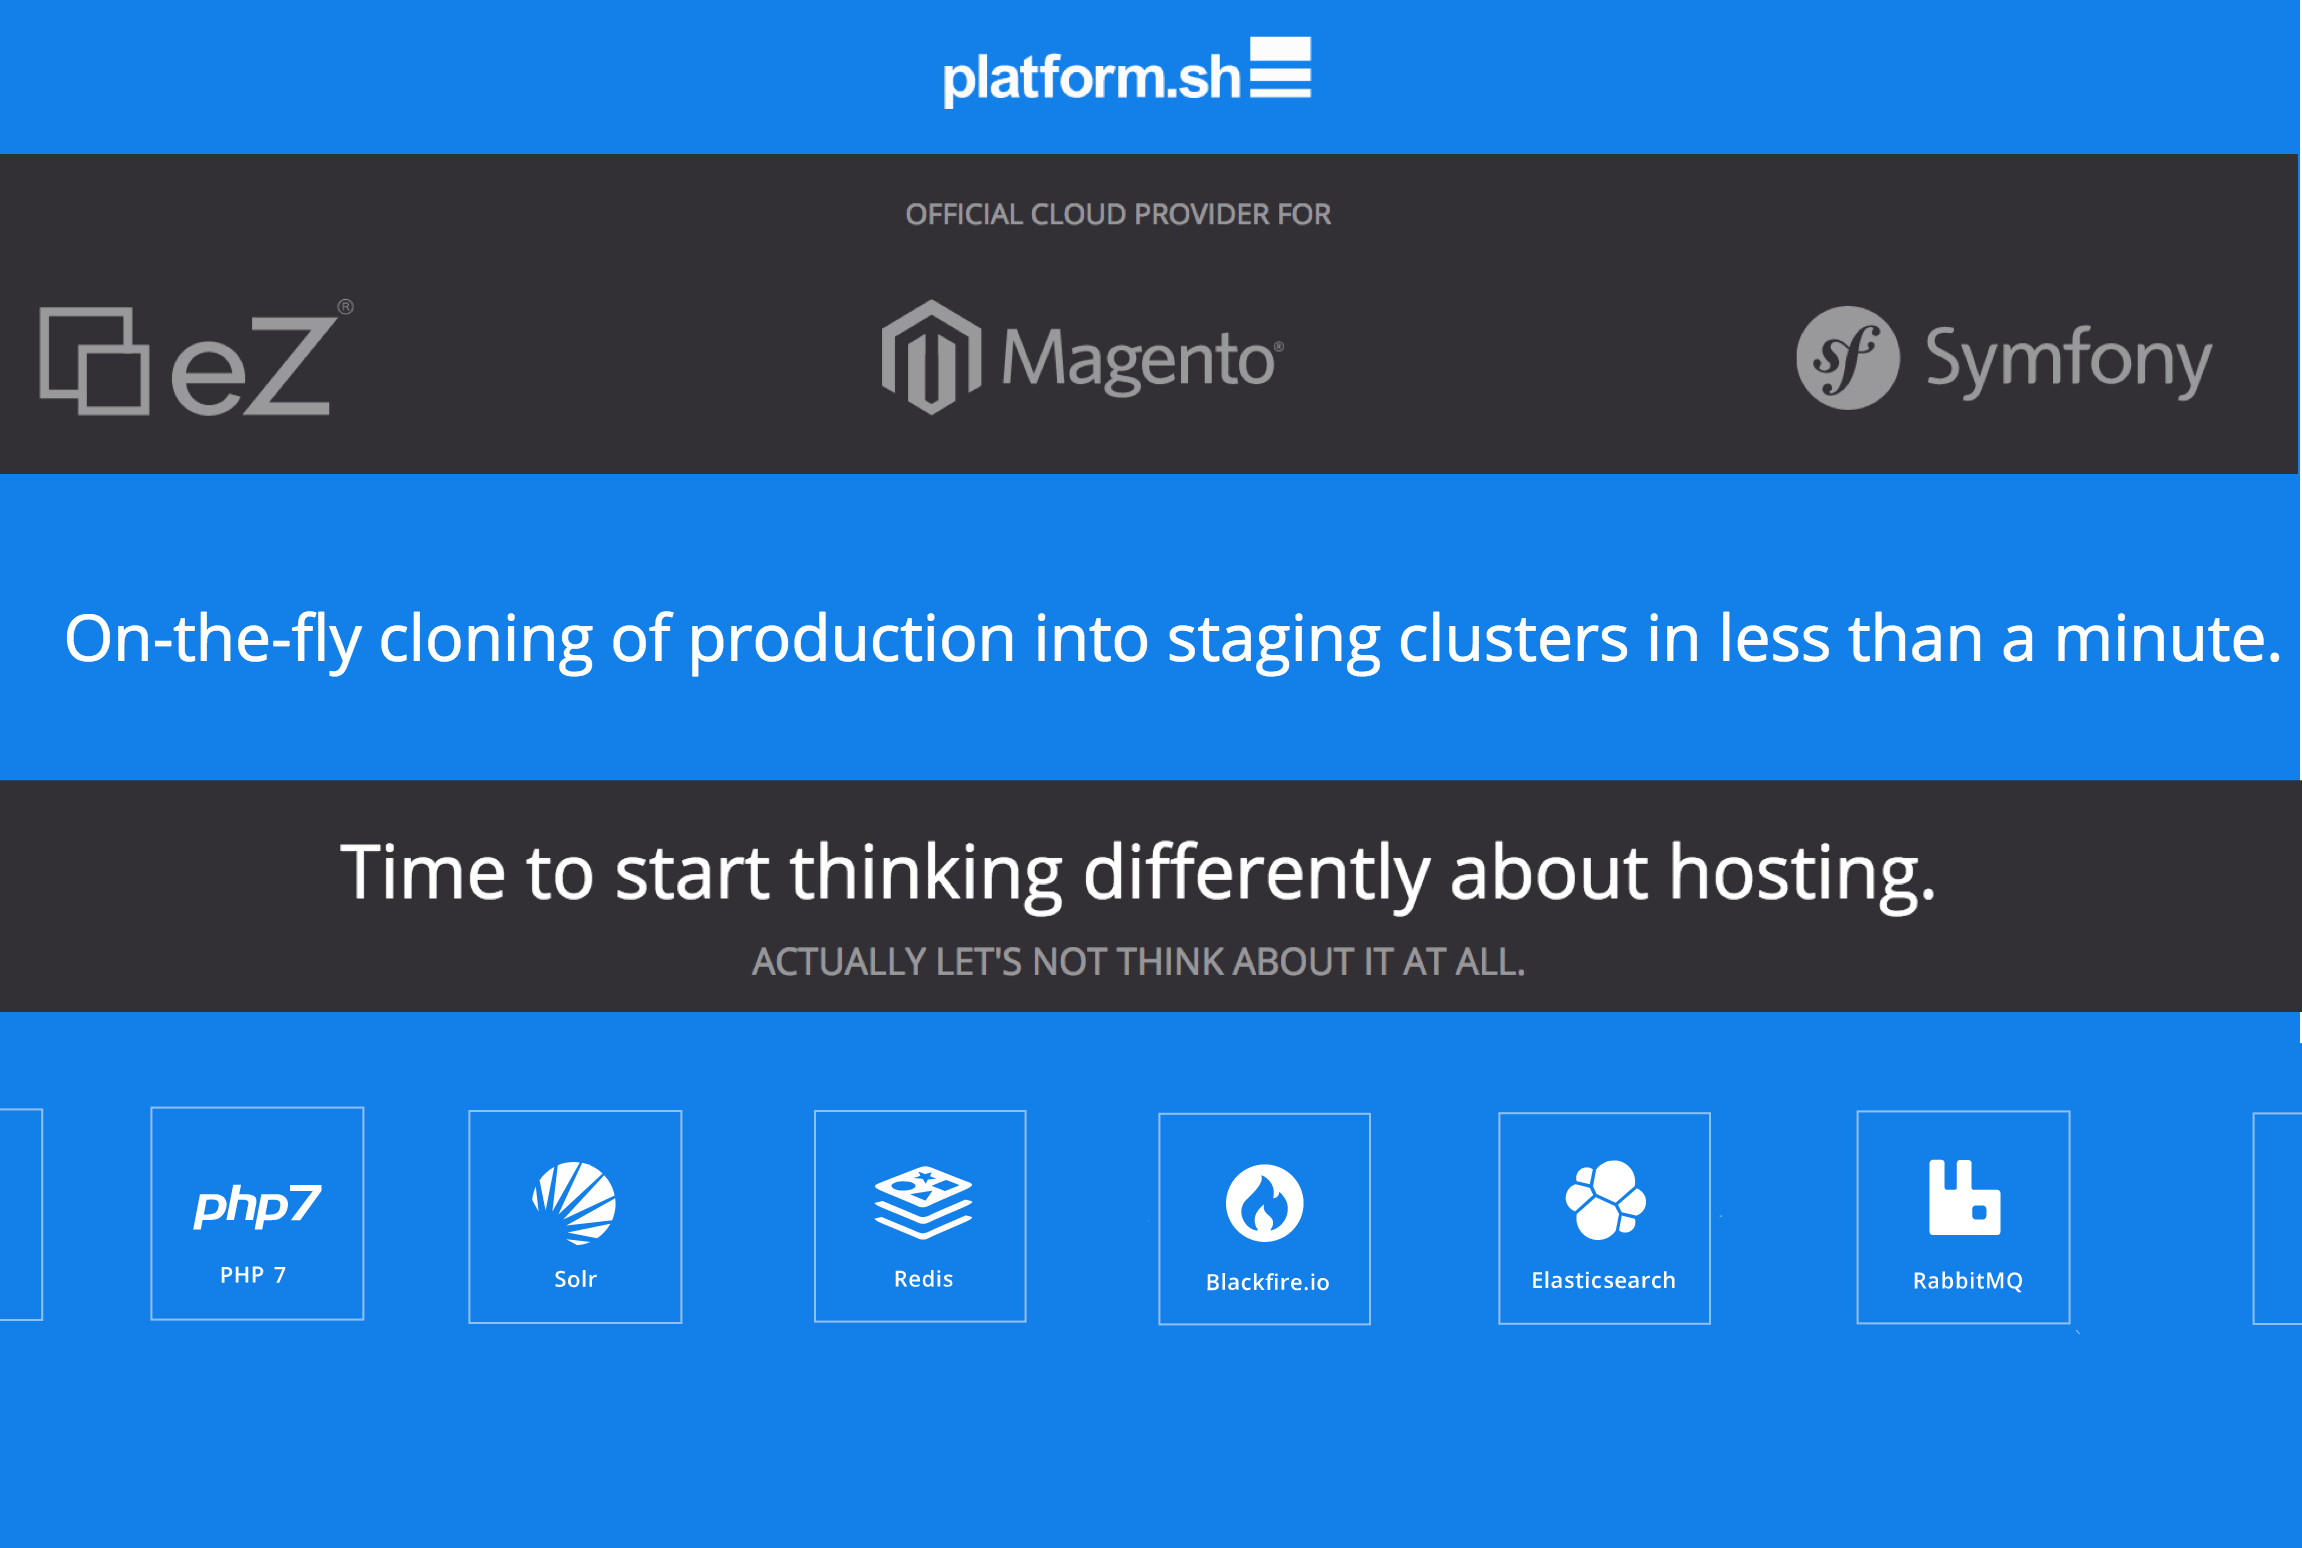 platform.sh
OFFICIAL CLOUD PROVIDER FOR
eZ®
Magento®
Symfony
On-the-fly cloning of production into staging clusters in less than a minute.
Time to start thinking differently about hosting.
ACTUALLY LET'S NOT THINK ABOUT IT AT ALL.
php7
PHP 7
Solr
Redis
Blackfire.io
Elasticsearch
RabbitMQ